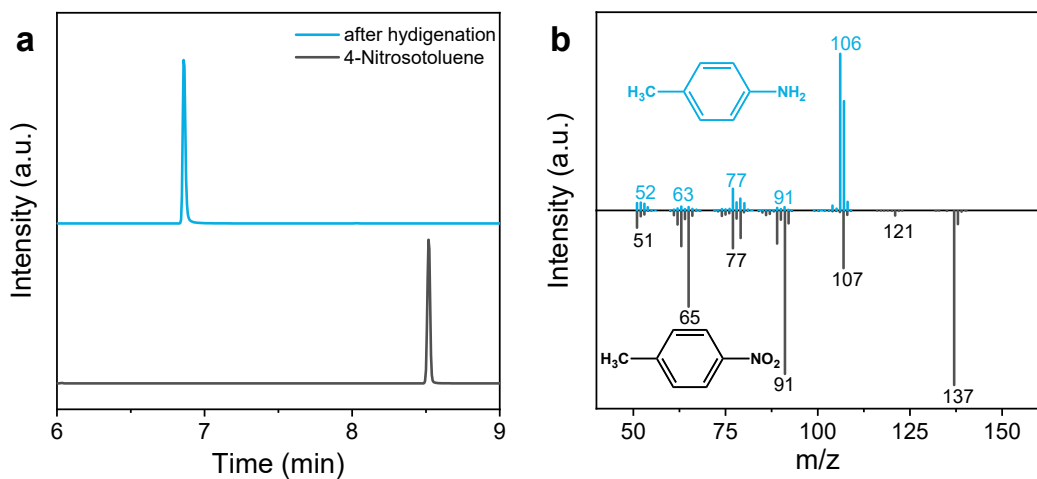 a
after hydigenation
4-Nitrosotoluene
Intensity (a.u.)
6 7 8 9
Time (min)
b
106
H₃C NH₂
52 63 77 91
51 65 77 91 107 121 137
H₃C NO₂
Intensity (a.u.)
50 75 100 125 150
m/z